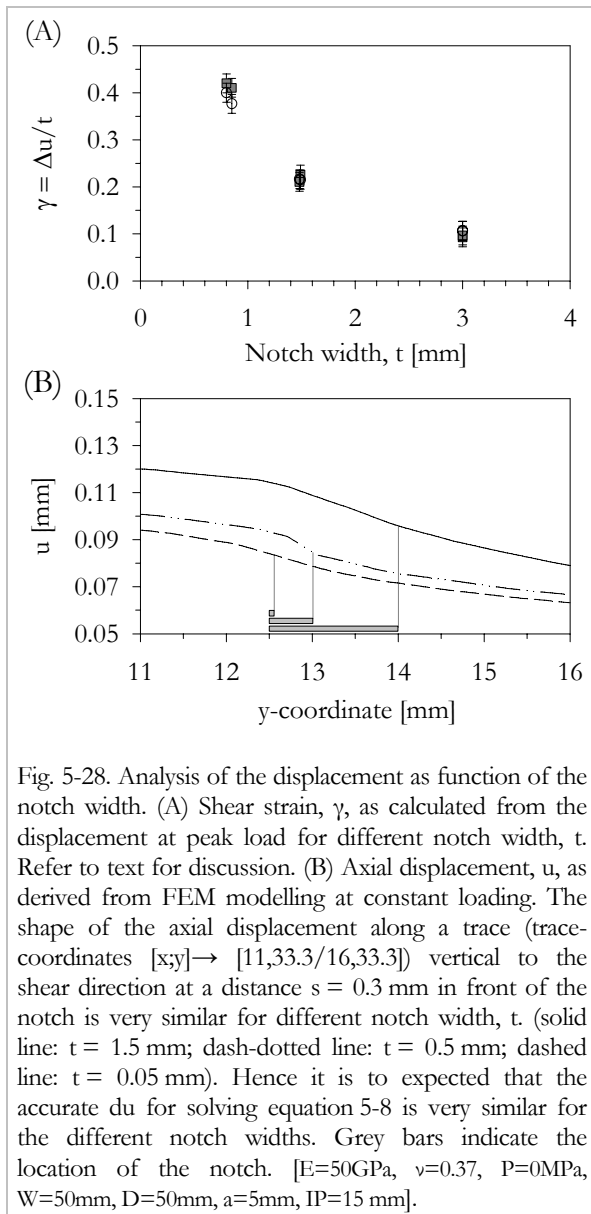 (A)
0.5
0.4
0.3
0.2
0.1
0.0
γ = Δu/t
0 1 2 3 4
Notch width, t [mm]
(B)
0.15
0.13
0.11
0.09
0.07
0.05
u [mm]
11 12 13 14 15 16
y-coordinate [mm]
Fig. 5-28. Analysis of the displacement as function of the
notch width. (A) Shear strain, γ, as calculated from the
displacement at peak load for different notch width, t.
Refer to text for discussion. (B) Axial displacement, u, as
derived from FEM modelling at constant loading. The
shape of the axial displacement along a trace (trace-
coordinates [x;y]→ [11,33.3/16,33.3]) vertical to the
shear direction at a distance s = 0.3 mm in front of the
notch is very similar for different notch width, t. (solid
line: t = 1.5 mm; dash-dotted line: t = 0.5 mm; dashed
line: t = 0.05 mm). Hence it is to expected that the
accurate du for solving equation 5-8 is very similar for
the different notch widths. Grey bars indicate the
location of the notch. [E=50GPa, ν=0.37, P=0MPa,
W=50mm, D=50mm, a=5mm, IP=15 mm].